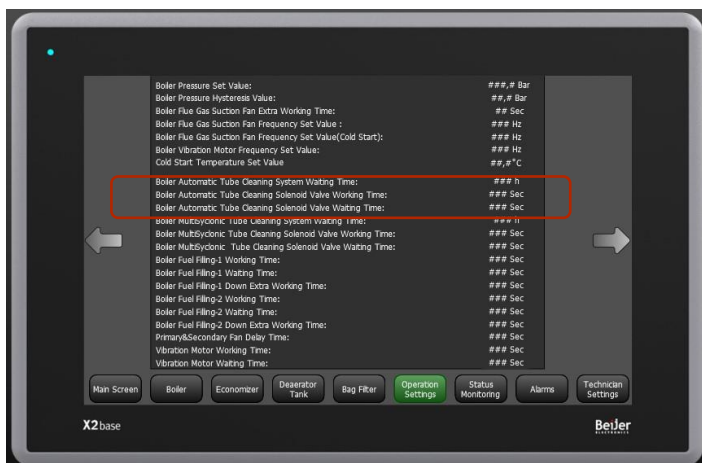 Boiler Pressure Set Value: ###,# Bar
Boiler Pressure Hysteresis Value: ##,# Bar
Boiler Flue Gas Suction Fan Extra Working Time: ## Sec
Boiler Flue Gas Suction Fan Frequency Set Value : ### Hz
Boiler Flue Gas Suction Fan Frequency Set Value(Cold Start): ### Hz
Boiler Vibration Motor Frequency Set Value: ### Hz
Cold Start Temperature Set Value ##,#°C
Boiler Automatic Tube Cleaning System Waiting Time: ### h
Boiler Automatic Tube Cleaning Solenoid Valve Working Time: ### Sec
Boiler Automatic Tube Cleaning Solenoid Valve Waiting Time: ### Sec
Boiler MultiSyclonic Tube Cleaning System Waiting Time: ### h
Boiler MultiSyclonic Tube Cleaning Solenoid Valve Working Time: ### Sec
Boiler MultiSyclonic Tube Cleaning Solenoid Valve Waiting Time: ### Sec
Boiler Fuel Filling-1 Working Time: ### Sec
Boiler Fuel Filling-1 Waiting Time: ### Sec
Boiler Fuel Filling-1 Down Extra Working Time: ### Sec
Boiler Fuel Filling-2 Working Time: ### Sec
Boiler Fuel Filling-2 Waiting Time: ### Sec
Boiler Fuel Filling-2 Down Extra Working Time: ### Sec
Primary&Secondary Fan Delay Time: ### Sec
Vibration Motor Working Time: ### Sec
Vibration Motor Waiting Time: ### Sec
Main Screen Boiler Economizer Deaerator Tank Bag Filter Operation Settings Status Monitoring Alarms Technician Settings
X2 base
Beijer
ELECTRONICS